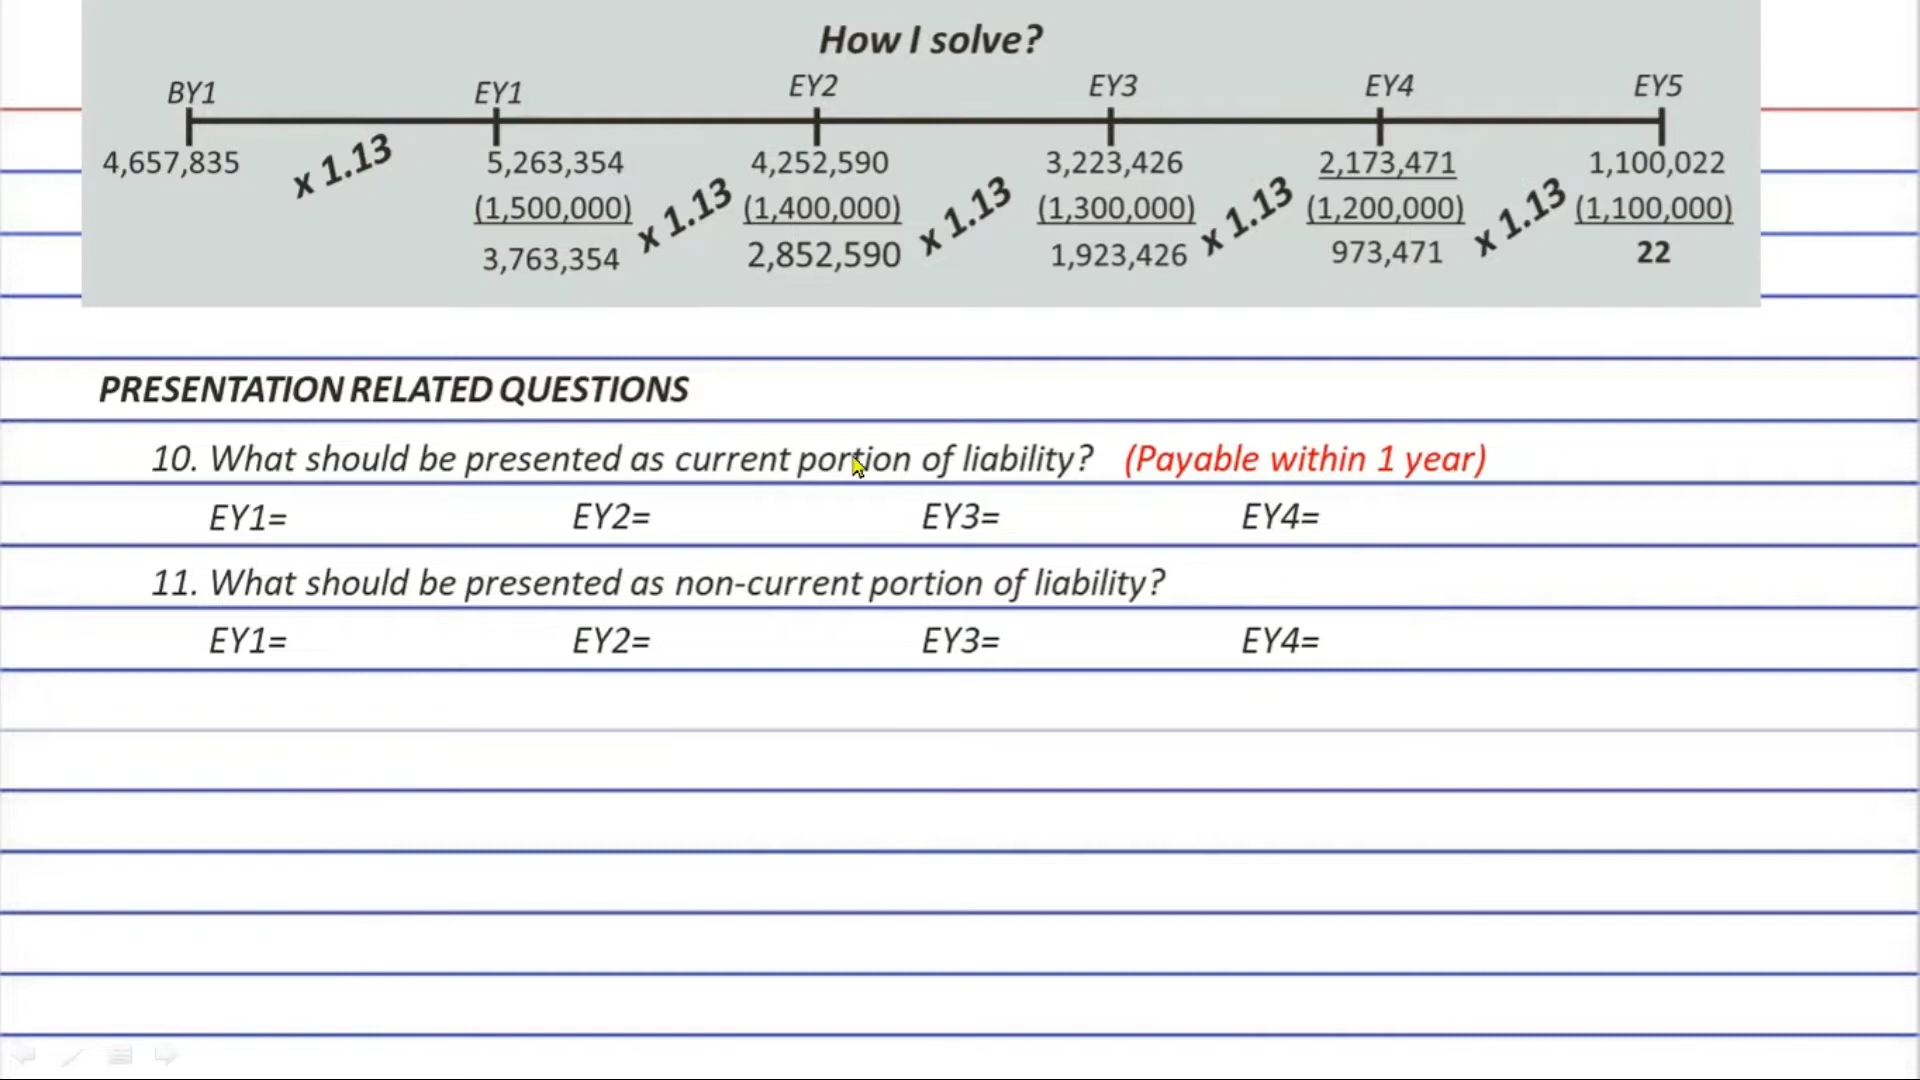 How I solve?
BY1 EY1 EY2 EY3 EY4 EY5
4,657,835 x 1.13 5,263,354 4,252,590 3,223,426 2,173,471 1,100,022
(1,500,000) x 1.13 (1,400,000) x 1.13 (1,300,000) x 1.13 (1,200,000) x 1.13 (1,100,000)
3,763,354 2,852,590 1,923,426 973,471 22
PRESENTATION RELATED QUESTIONS
10. What should be presented as current portion of liability? (Payable within 1 year)
EY1= EY2= EY3= EY4=
11. What should be presented as non-current portion of liability?
EY1= EY2= EY3= EY4=